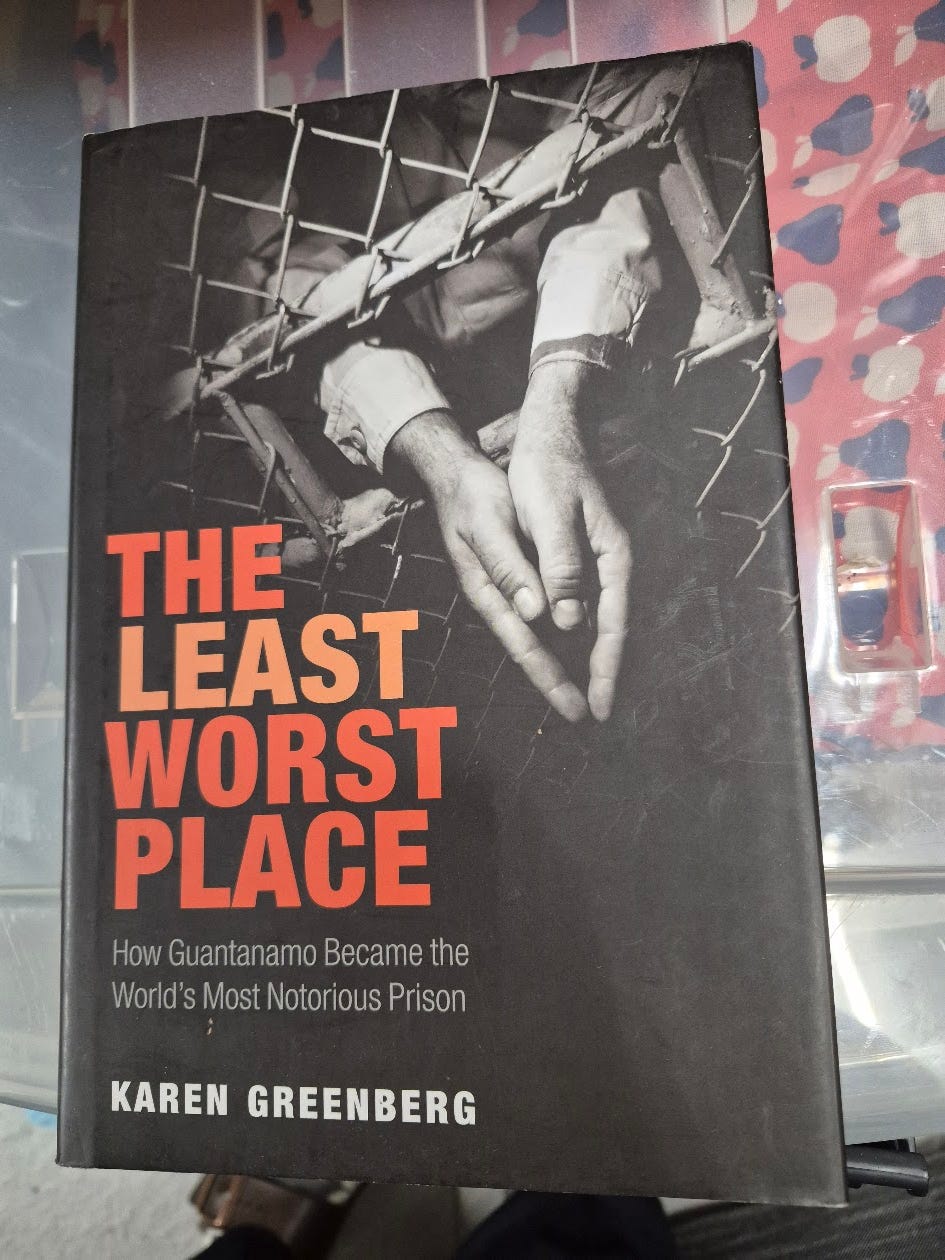 THE
LEAST
WORST
PLACE
How Guantanamo Became the
World's Most Notorious Prison
KAREN GREENBERG